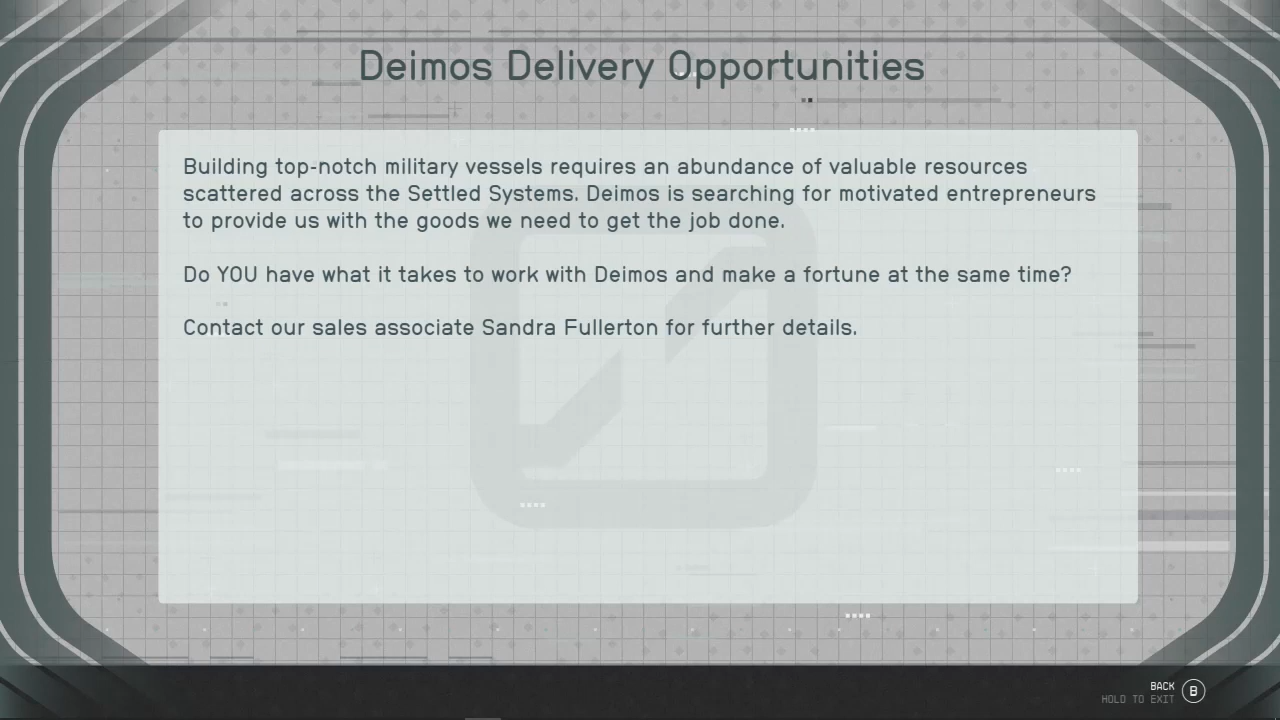 Deimos Delivery Opportunities
Building top-notch military vessels requires an abundance of valuable resources
scattered across the Settled Systems. Deimos is searching for motivated entrepreneurs
to provide us with the goods we need to get the job done.
Do YOU have what it takes to work with Deimos and make a fortune at the same time?
Contact our sales associate Sandra Fullerton for further details.
BACK
HOLD TO EXIT
B